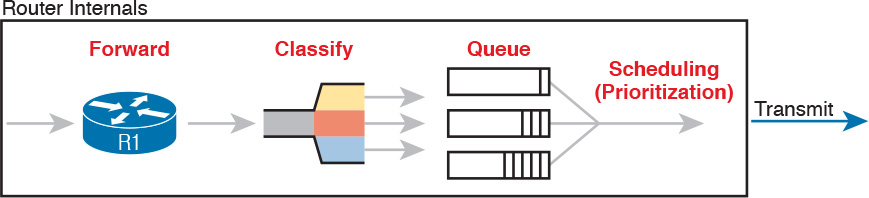 Router Internals
Forward
Classify
Queue
Scheduling
(Prioritization)
Transmit
R1